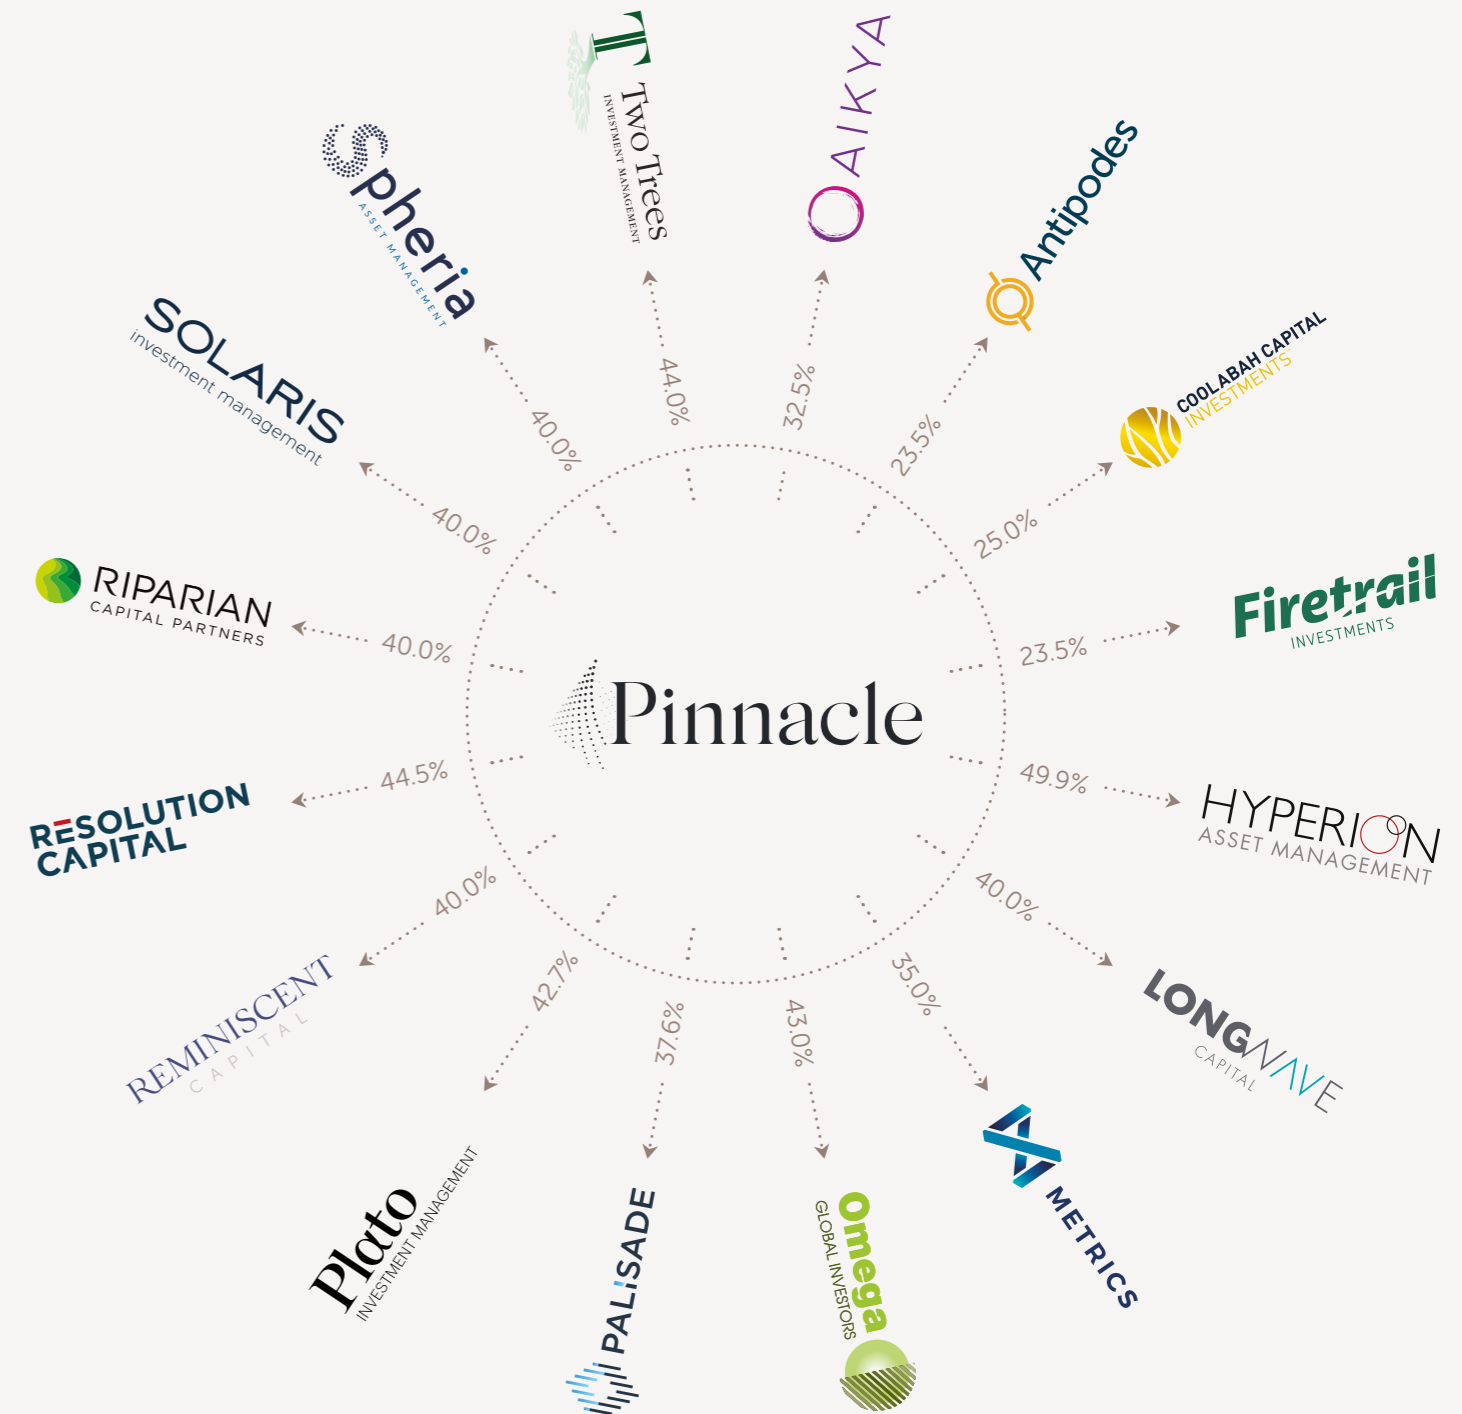 Pinnacle
44.0%
Two Trees
INVESTMENT MANAGEMENT
T
32.5%
AIKYA
23.5%
Antipodes
25.0%
COOLABAH CAPITAL
INVESTMENTS
23.5%
Firetrail
INVESTMENTS
49.9%
HYPERION
ASSET MANAGEMENT
40.0%
LONGWAVE
CAPITAL
35.0%
METRICS
43.0%
Omega
GLOBAL INVESTORS
37.6%
PALISADE
42.7%
Plato
INVESTMENT MANAGEMENT
40.0%
REMINISCENT
CAPITAL
44.5%
RESOLUTION
CAPITAL
40.0%
RIPARIAN
CAPITAL PARTNERS
40.0%
SOLARIS
investment management
40.0%
Spheria
ASSET MANAGEMENT